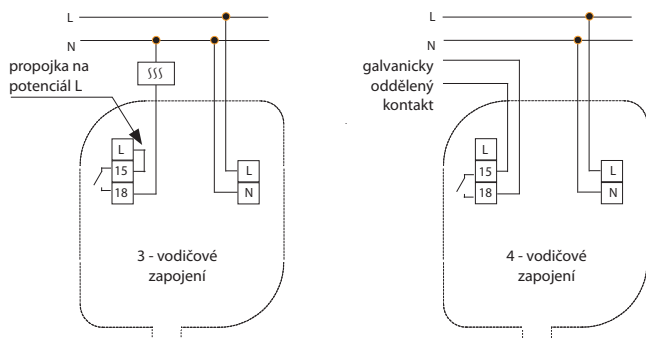 L
N
propojka na
potenciál L
L
15
18
L
N
3 - vodičové
zapojení
L
N
galvanicky
oddělený
kontakt
L
15
18
L
N
4 - vodičové
zapojení